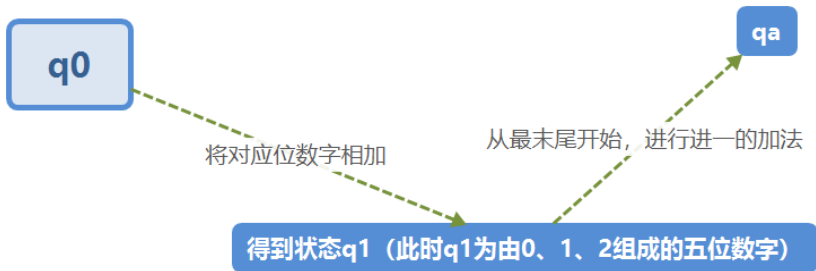 q0
qa
将对应位数字相加
从最末尾开始，进行进一的加法
得到状态q1（此时q1为由0、1、2组成的五位数字）